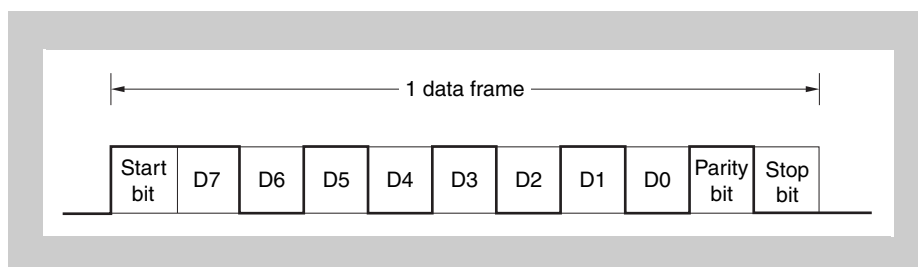 1 data frame
Start bit D7 D6 D5 D4 D3 D2 D1 D0 Parity bit Stop bit